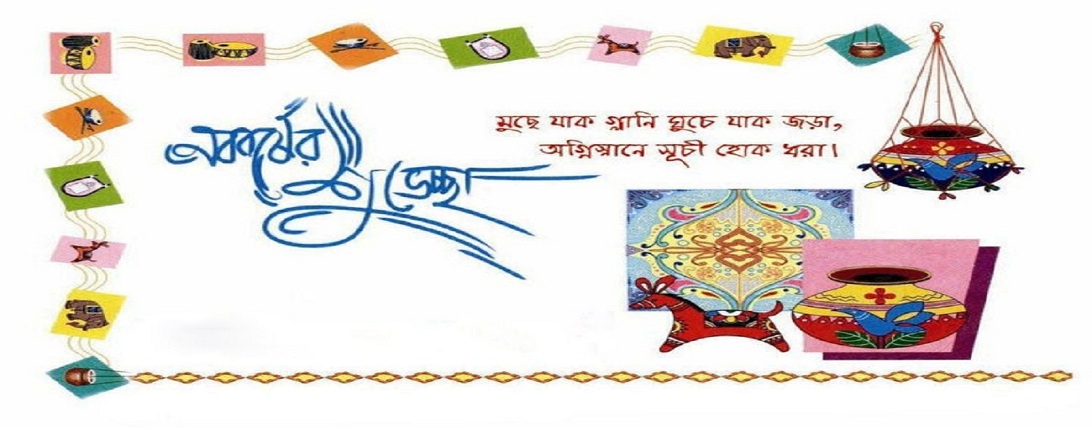 নববর্ষের
শুভেচ্ছা
মুছে যাক গ্লানি ঘুচে যাক জড়া,
অগ্নিস্নানে সূচী হোক ধরা।